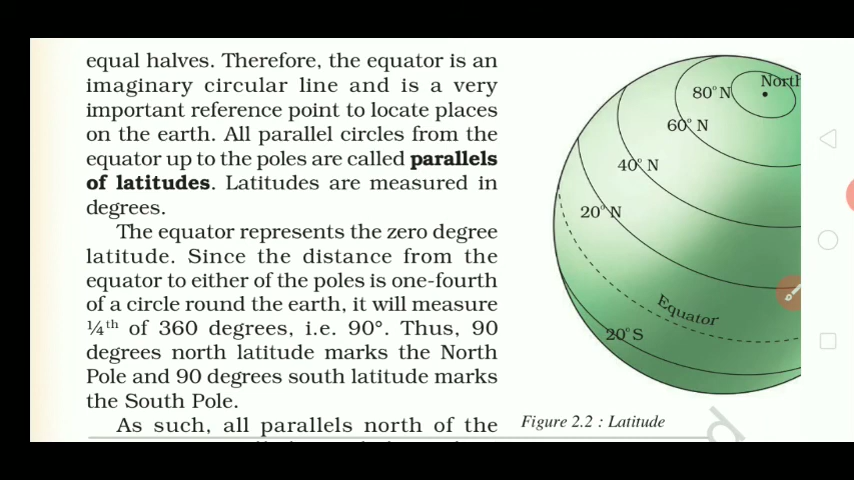 equal halves. Therefore, the equator is an
imaginary circular line and is a very
important reference point to locate places
on the earth. All parallel circles from the
equator up to the poles are called parallels
of latitudes. Latitudes are measured in
degrees.
The equator represents the zero degree
latitude. Since the distance from the
equator to either of the poles is one-fourth
of a circle round the earth, it will measure
¼th of 360 degrees, i.e. 90°. Thus, 90
degrees north latitude marks the North
Pole and 90 degrees south latitude marks
the South Pole.
As such, all parallels north of the
North
80° N
60° N
40° N
20° N
Equator
20° S
Figure 2.2 : Latitude
d